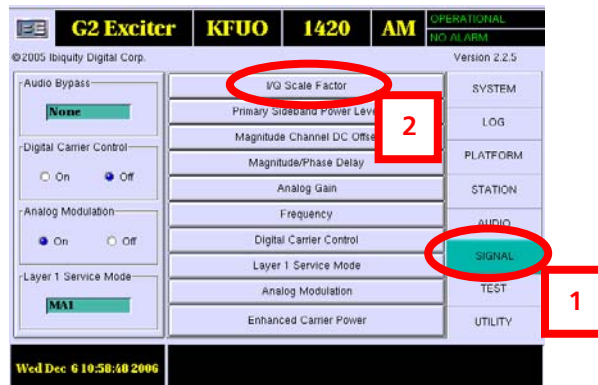 G2 Exciter KFUO 1420 AM OPERATIONAL
NO ALARM
©2005 Ibiquity Digital Corp. Version 2.2.5
Audio Bypass
None
Digital Carrier Control
On Off
Analog Modulation
On Off
Layer 1 Service Mode
MA1
I/Q Scale Factor
Primary Sideband Power
Magnitude Channel DC
Magnitude/Phase Delay
Analog Gain
Frequency
Digital Carrier Control
Layer 1 Service Mode
Analog Modulation
Enhanced Carrier Power
SYSTEM
LOG
PLATFORM
STATION
AUDIO
SIGNAL
TEST
UTILITY
2
1
Wed Dec 6 10:58:48 2006